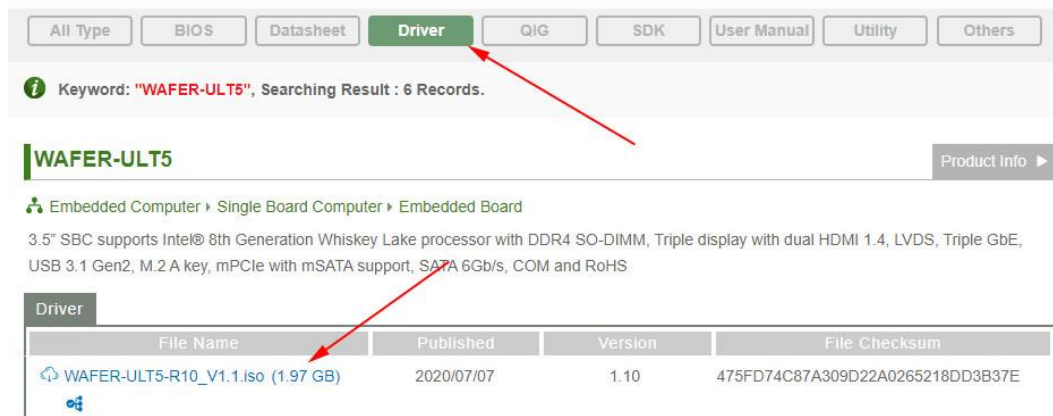 All Type BIOS Datasheet Driver QIG SDK User Manual Utility Others
Keyword: "WAFER-ULT5", Searching Result : 6 Records.
WAFER-ULT5 Product Info
Embedded Computer Single Board Computer Embedded Board
3.5" SBC supports Intel® 8th Generation Whiskey Lake processor with DDR4 SO-DIMM, Triple display with dual HDMI 1.4, LVDS, Triple GbE,
USB 3.1 Gen2, M.2 A key, mPCIe with mSATA support, SATA 6Gb/s, COM and RoHS
Driver
File Name Published Version File Checksum
WAFER-ULT5-R10_V1.1.iso (1.97 GB) 2020/07/07 1.10 475FD74C87A309D22A0265218DD3B37E